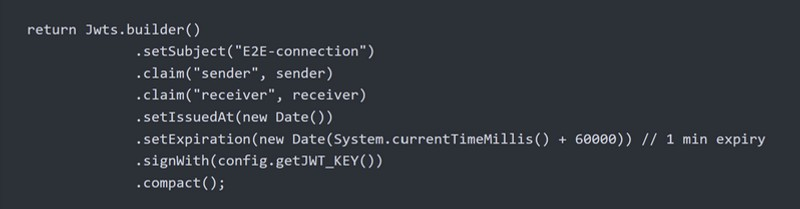 return Jwts.builder()
.setSubject("E2E-connection")
.claim("sender", sender)
.claim("receiver", receiver)
.setIssuedAt(new Date())
.setExpiration(new Date(System.currentTimeMillis() + 60000)) // 1 min expiry
.signWith(config.getJWT_KEY())
.compact();